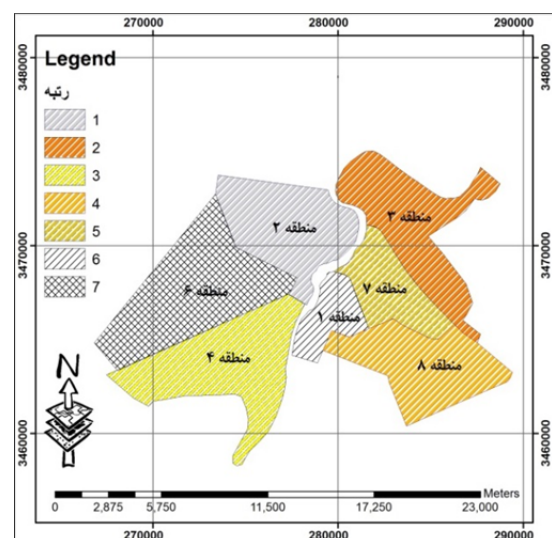 270000 280000 290000
3480000 3480000
Legend
رتبه
1
2
3
4
5
6
7
منطقه ۳
منطقه ۲
3470000 3470000
منطقه ۷
منطقه ۶
منطقه ۱
منطقه ۴
منطقه ۸
N
3460000 3460000
Meters
0 2,875 5,750 11,500 17,250 23,000
270000 280000 290000